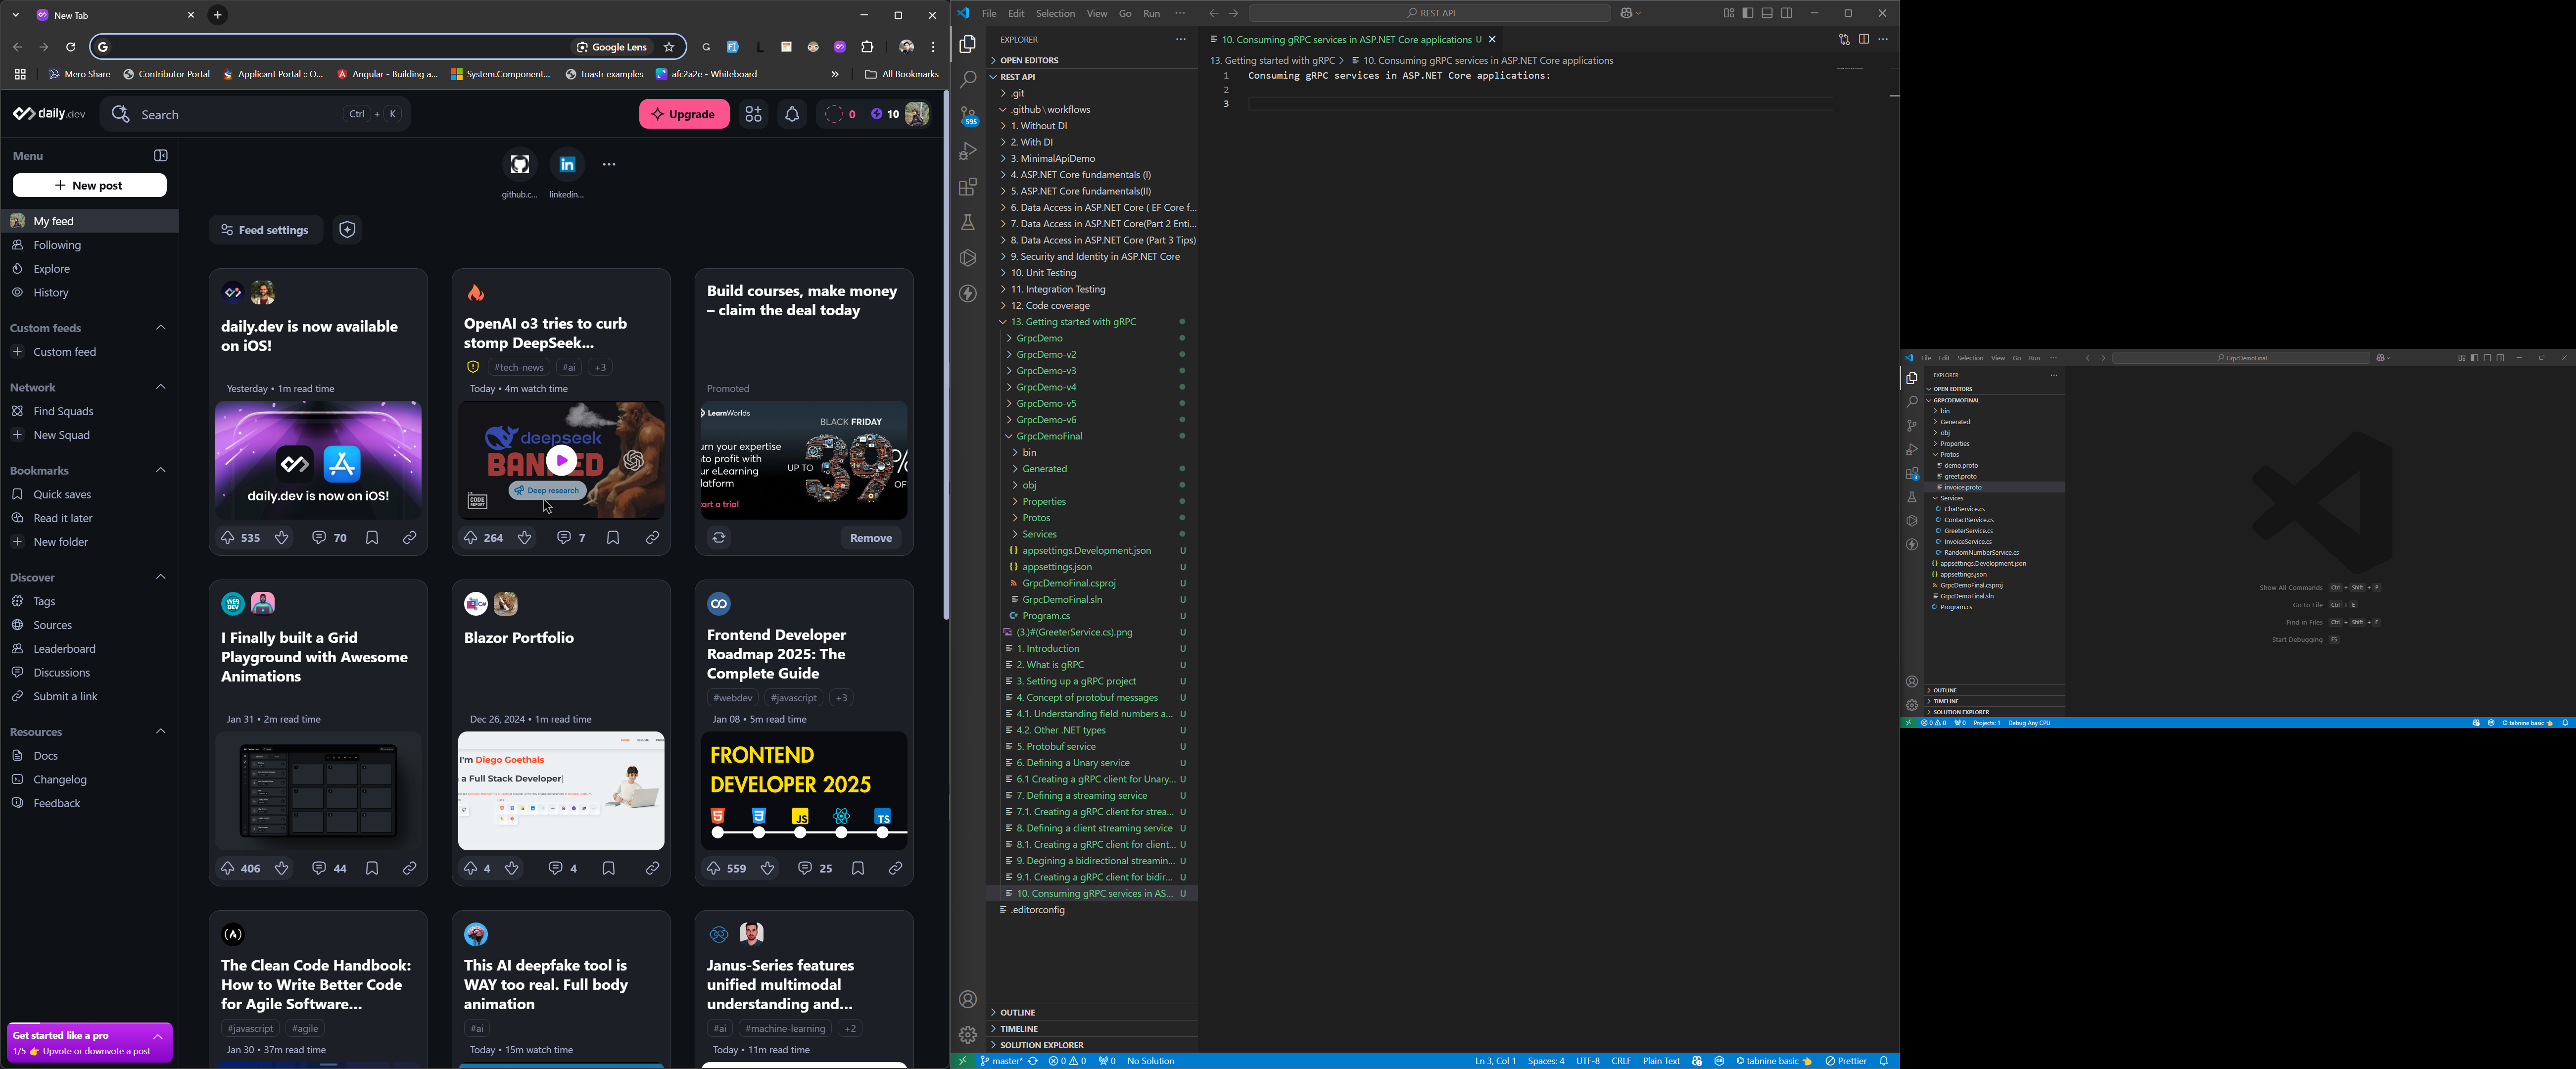 New Tab
Google Lens
Mero Share
Contributor Portal
Applicant Portal :: O...
Angular - Building a...
System.Component...
toastr examples
afc2a2e - Whiteboard
All Bookmarks
daily.dev
Search
Ctrl + K
Upgrade
0
10
Menu
New post
My feed
Following
Explore
History
Custom feeds
Custom feed
Network
Find Squads
New Squad
Bookmarks
Quick saves
Read it later
New folder
Discover
Tags
Sources
Leaderboard
Discussions
Submit a link
Resources
Docs
Changelog
Feedback
Get started like a pro
1/5 👉 Upvote or downvote a post
github.c...
linkedin...
Feed settings
daily.dev is now available
on iOS!
Yesterday • 1m read time
daily.dev is now on iOS!
535
70
OpenAI o3 tries to curb
stomp DeepSeek...
#tech-news
#ai
+3
Today • 4m watch time
deepseek
BANNED
Deep research
CODE
REPORT
264
7
Build courses, make money
– claim the deal today
Promoted
LearnWorlds
BLACK FRIDAY
urn your expertise
to profit with
ur eLearning
latform
UP TO
39%
OF
art a trial
Remove
I Finally built a Grid
Playground with Awesome
Animations
Jan 31 • 2m read time
406
44
Blazor Portfolio
Dec 26, 2024 • 1m read time
I'm Diego Goethals
a Full Stack Developer|
4
4
Frontend Developer
Roadmap 2025: The
Complete Guide
#webdev
#javascript
+3
Jan 08 • 5m read time
FRONTEND
DEVELOPER 2025
JS
TS
559
25
The Clean Code Handbook:
How to Write Better Code
for Agile Software...
#javascript
#agile
Jan 30 • 37m read time
This AI deepfake tool is
WAY too real. Full body
animation
#ai
Today • 15m watch time
Janus-Series features
unified multimodal
understanding and...
#ai
#machine-learning
+2
Today • 11m read time
File Edit Selection View Go Run ...
REST API
EXPLORER
OPEN EDITORS
REST API
.git
.github\workflows
1. Without DI
2. With DI
3. MinimalApiDemo
4. ASP.NET Core fundamentals (I)
5. ASP.NET Core fundamentals(II)
6. Data Access in ASP.NET Core ( EF Core f...
7. Data Access in ASP.NET Core(Part 2 Enti...
8. Data Access in ASP.NET Core (Part 3 Tips)
9. Security and Identity in ASP.NET Core
10. Unit Testing
11. Integration Testing
12. Code coverage
13. Getting started with gRPC
GrpcDemo
GrpcDemo-v2
GrpcDemo-v3
GrpcDemo-v4
GrpcDemo-v5
GrpcDemo-v6
GrpcDemoFinal
bin
Generated
obj
Properties
Protos
Services
appsettings.Development.json U
appsettings.json U
GrpcDemoFinal.csproj U
GrpcDemoFinal.sln U
Program.cs U
(3.)#(GreeterService.cs).png U
1. Introduction U
2. What is gRPC U
3. Setting up a gRPC project U
4. Concept of protobuf messages U
4.1. Understanding field numbers a... U
4.2. Other .NET types U
5. Protobuf service U
6. Defining a Unary service U
6.1 Creating a gRPC client for Unary... U
7. Defining a streaming service U
7.1. Creating a gRPC client for strea... U
8. Defining a client streaming service U
8.1. Creating a gRPC client for client... U
9. Degining a bidirectional streamin... U
9.1. Creating a gRPC client for bidir... U
10. Consuming gRPC services in AS... U
.editorconfig
OUTLINE
TIMELINE
SOLUTION EXPLORER
595
10. Consuming gRPC services in ASP.NET Core applications U
13. Getting started with gRPC > 10. Consuming gRPC services in ASP.NET Core applications
1 Consuming gRPC services in ASP.NET Core applications:
2
3
master*
0 0
0
No Solution
Ln 3, Col 1
Spaces: 4
UTF-8
CRLF
Plain Text
tabnine basic
Prettier
File Edit Selection View Go Run ...
GrpcDemoFinal
EXPLORER
OPEN EDITORS
GRPCDEMOFINAL
bin
Generated
obj
Properties
Protos
demo.proto
greet.proto
invoice.proto
Services
ChatService.cs
ContactService.cs
GreeterService.cs
InvoiceService.cs
RandomNumberService.cs
appsettings.Development.json
appsettings.json
GrpcDemoFinal.csproj
GrpcDemoFinal.sln
Program.cs
Show All Commands Ctrl + Shift + P
Go to File Ctrl + E
Find in Files Ctrl + Shift + F
Start Debugging F5
OUTLINE
TIMELINE
SOLUTION EXPLORER
0 0
0
Projects: 1
Debug Any CPU
tabnine basic